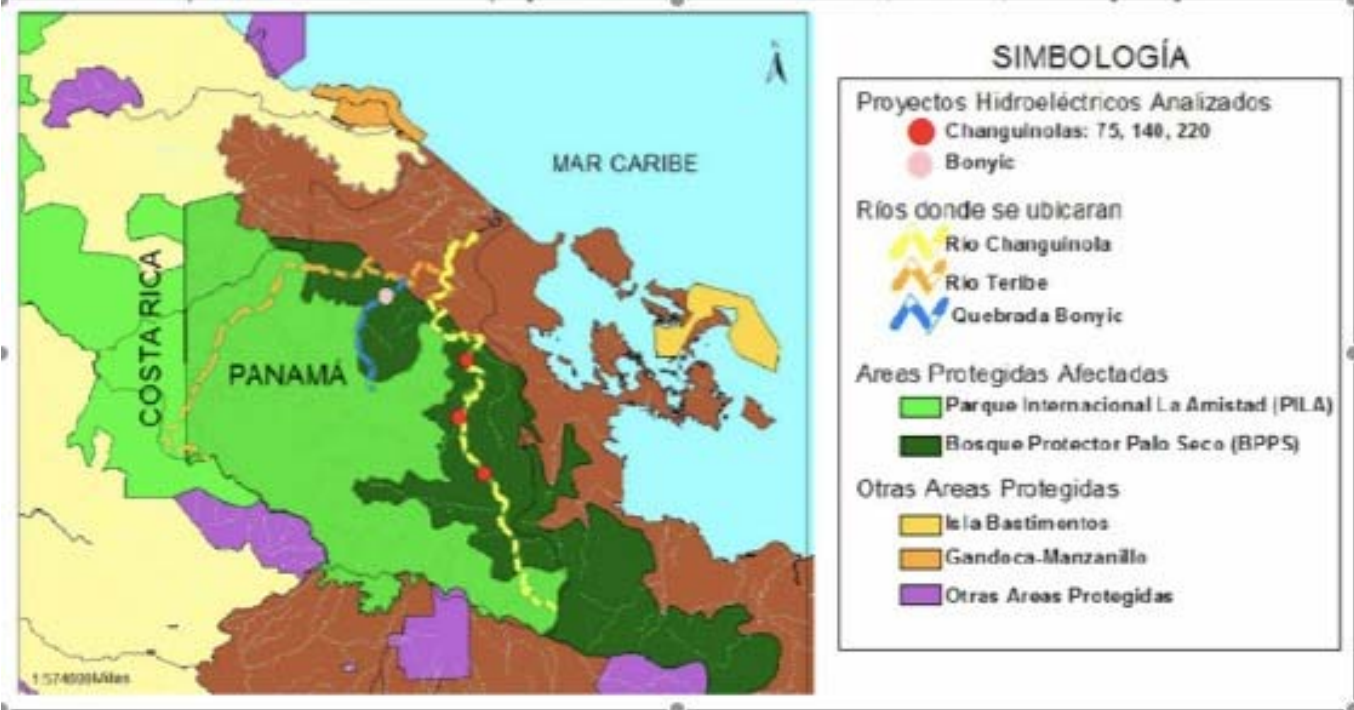 MAR CARIBE
COSTA RICA
PANAMÁ
SIMBOLOGÍA
Proyectos Hidroeléctricos Analizados
Changuinolas: 75, 140, 220
Bonyic
Ríos donde se ubicaran
Río Changuinola
Río Teribe
Quebrada Bonyic
Areas Protegidas Afectadas
Parque Internacional La Amistad (PILA)
Bosque Protector Palo Seco (BPPS)
Otras Areas Protegidas
Isla Bastimentos
Gandoca-Manzanillo
Otras Areas Protegidas